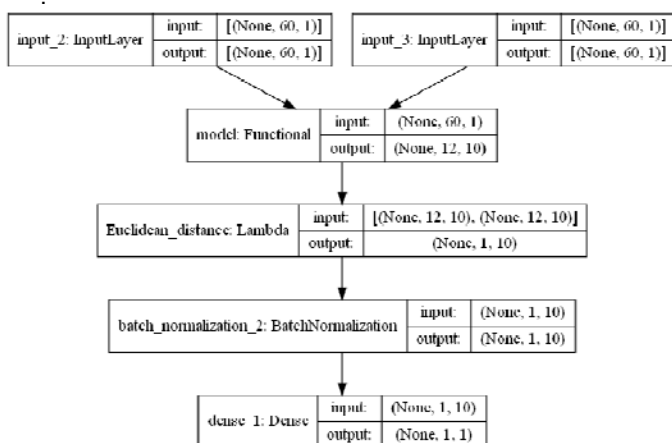 input_2: InputLayer
input: [(None, 60, 1)]
output: [(None, 60, 1)]
input_3: InputLayer
input: [(None, 60, 1)]
output: [(None, 60, 1)]
model: Functional
input: (None, 60, 1)
output: (None, 12, 10)
Euclidean_distance: Lambda
input: [(None, 12, 10), (None, 12, 10)]
output: (None, 1, 10)
batch_normalization_2: BatchNormalization
input: (None, 1, 10)
output: (None, 1, 10)
dense_1: Dense
input: (None, 1, 10)
output: (None, 1, 1)